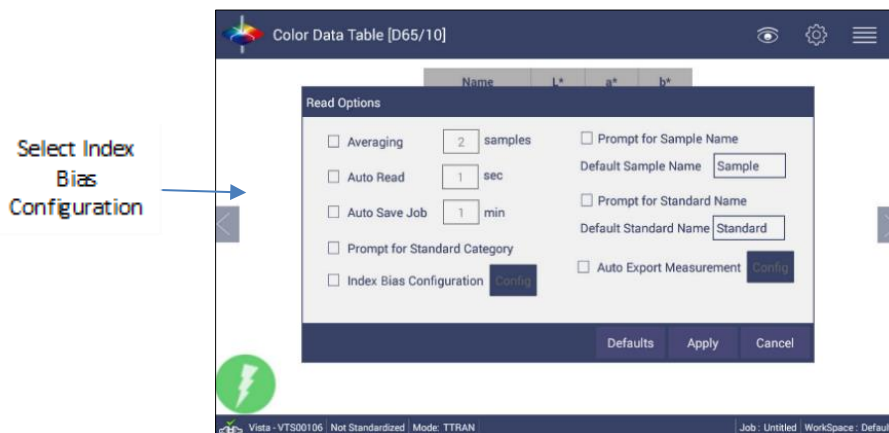 Color Data Table [D65/10]
Name L* a* b*
Read Options
Select Index
Bias
Configuration
Averaging 2 samples
Auto Read 1 sec
Auto Save Job 1 min
Prompt for Standard Category
Index Bias Configuration Config
Prompt for Sample Name
Default Sample Name Sample
Prompt for Standard Name
Default Standard Name Standard
Auto Export Measurement Config
Defaults Apply Cancel
Vista - VTS00106 Not Standardized Mode: TTRAN Job : Untitled WorkSpace : Defaul